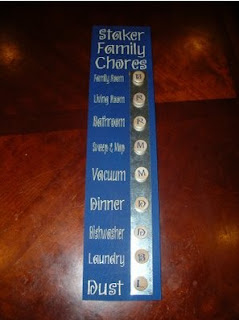 Staker
Family
Chores
Family Room B
Living Room R
Bathroom R
Sweep & Mop M
Vacuum M
Dinner D
Dishwasher D
Laundry B
Dust L